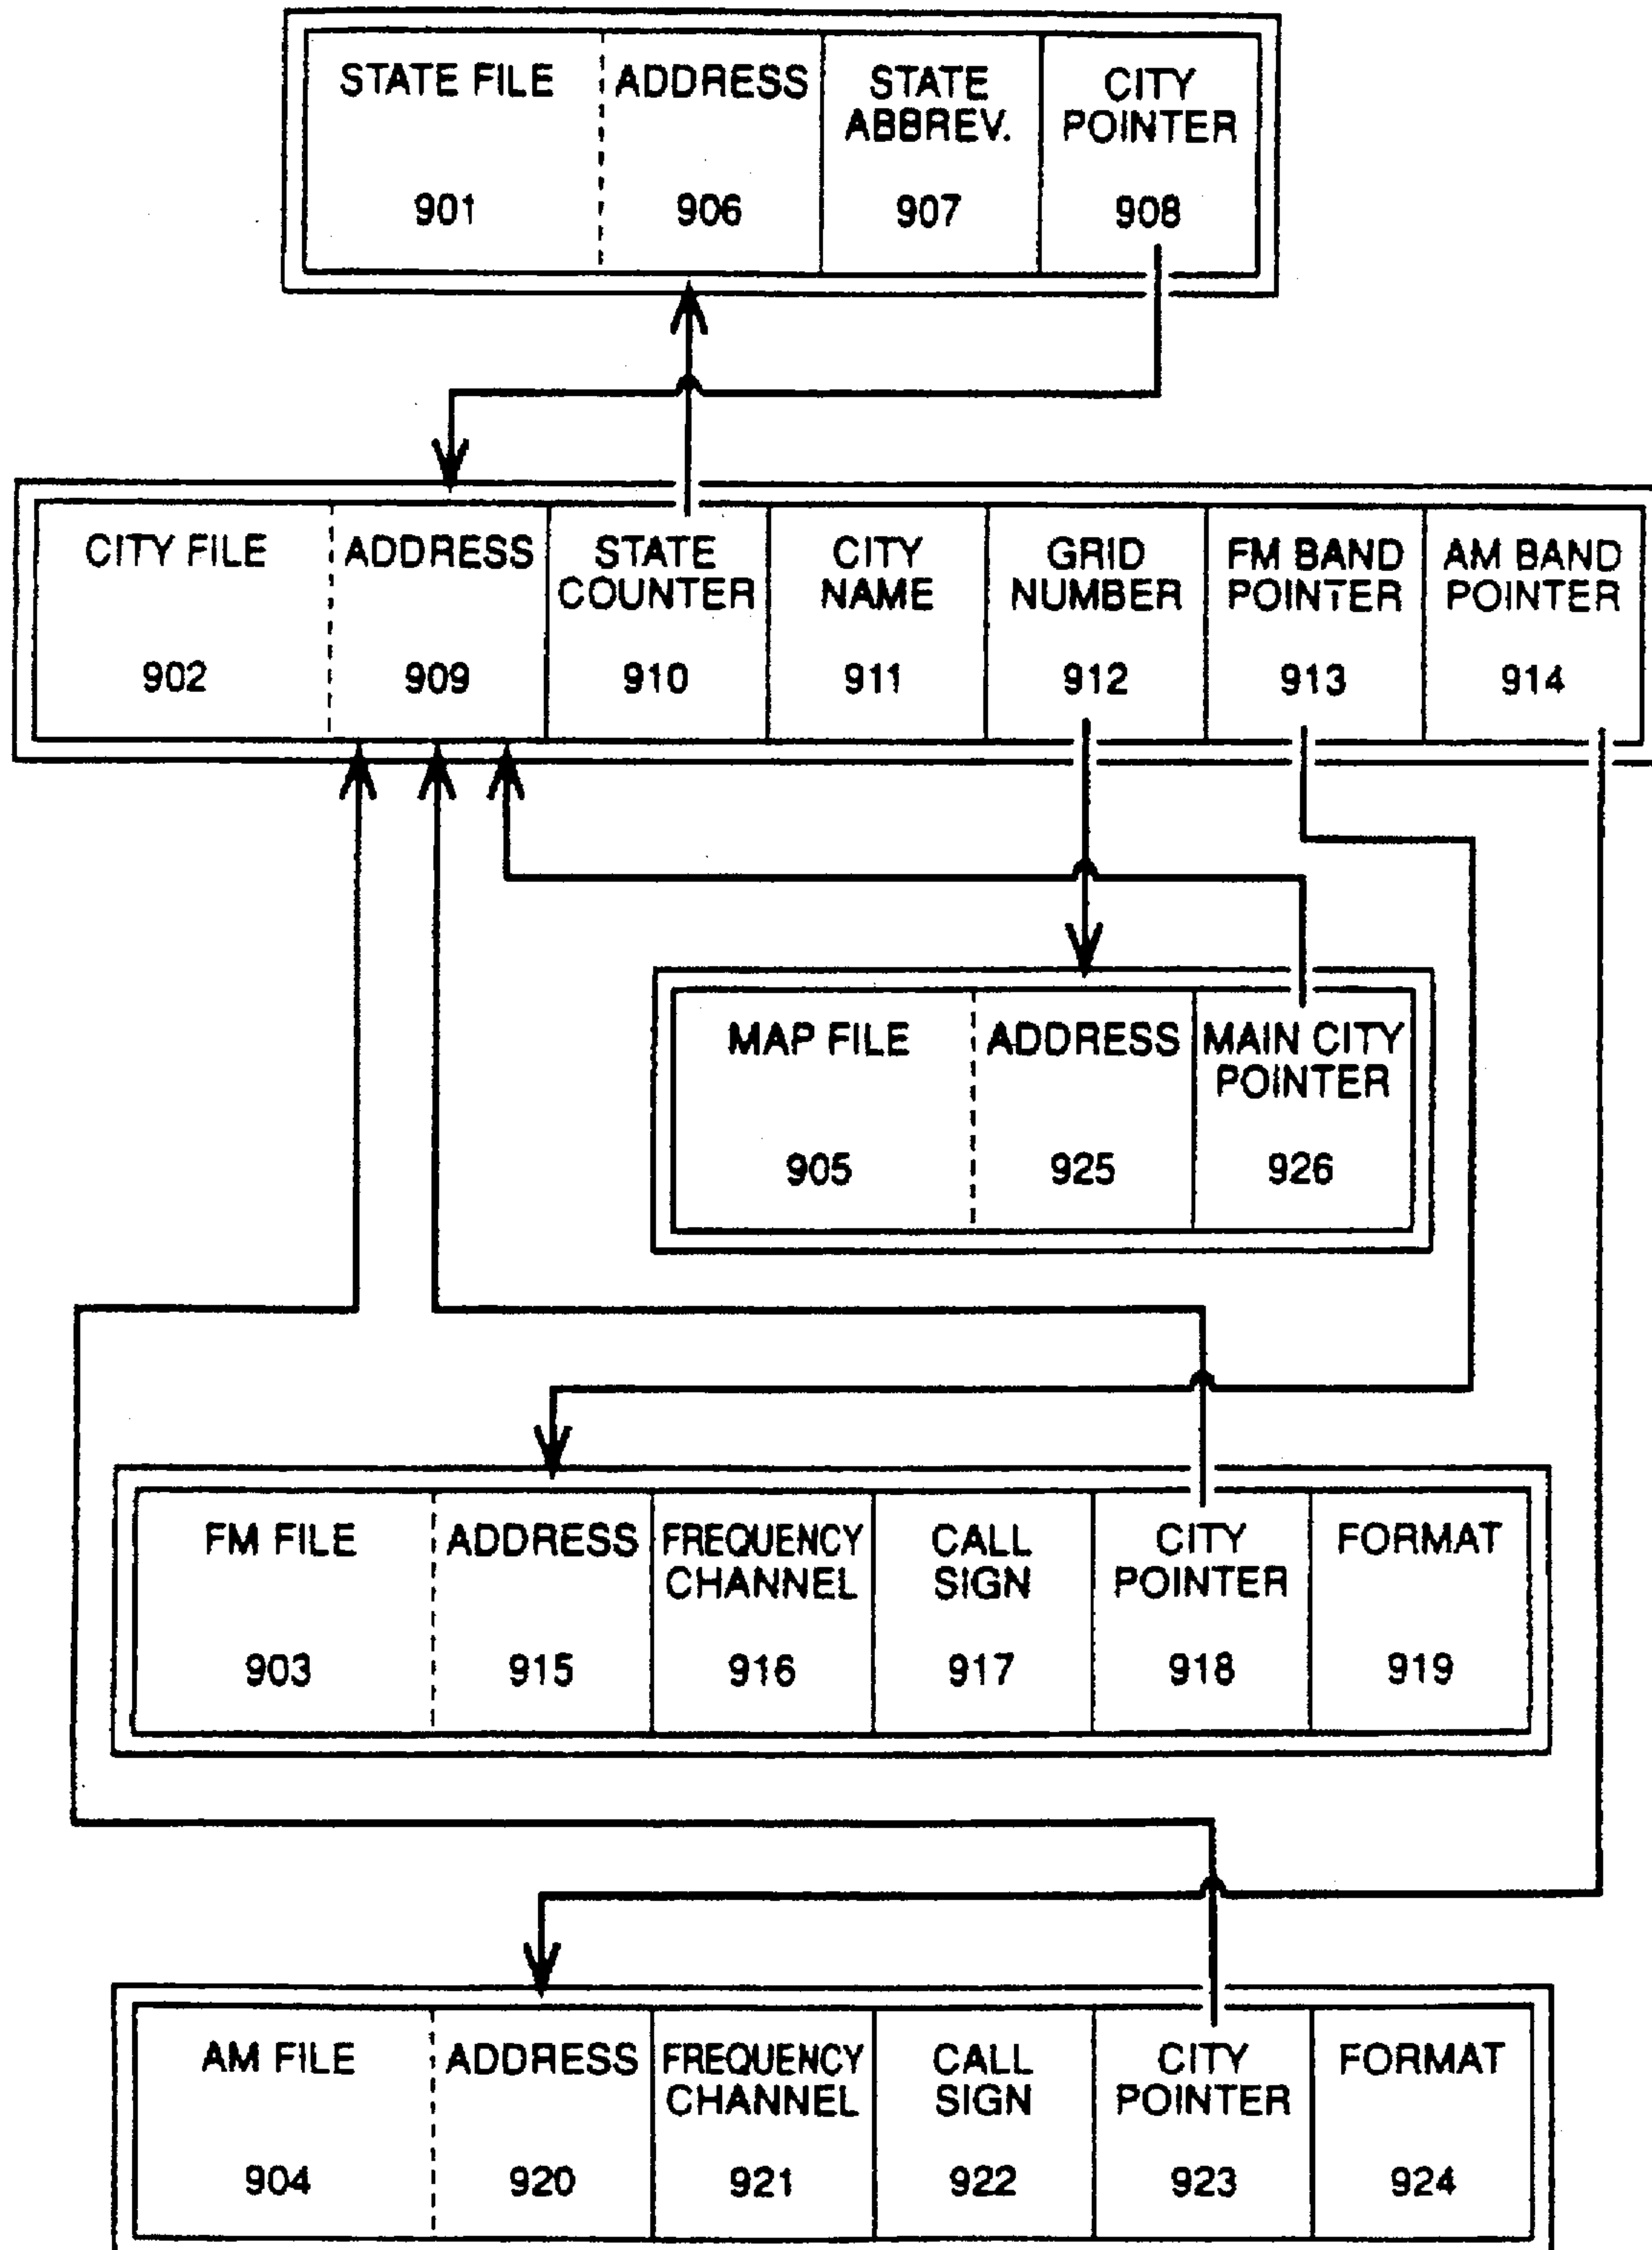 STATE FILE ADDRESS STATE CITY
ABBREV. POINTER
901 906 907 908
CITY FILE ADDRESS STATE CITY GRID FM BAND AM BAND
COUNTER NAME NUMBER POINTER POINTER
902 909 910 911 912 913 914
MAP FILE ADDRESS MAIN CITY
POINTER
905 925 926
FM FILE ADDRESS FREQUENCY CALL CITY FORMAT
CHANNEL SIGN POINTER
903 915 916 917 918 919
AM FILE ADDRESS FREQUENCY CALL CITY FORMAT
CHANNEL SIGN POINTER
904 920 921 922 923 924